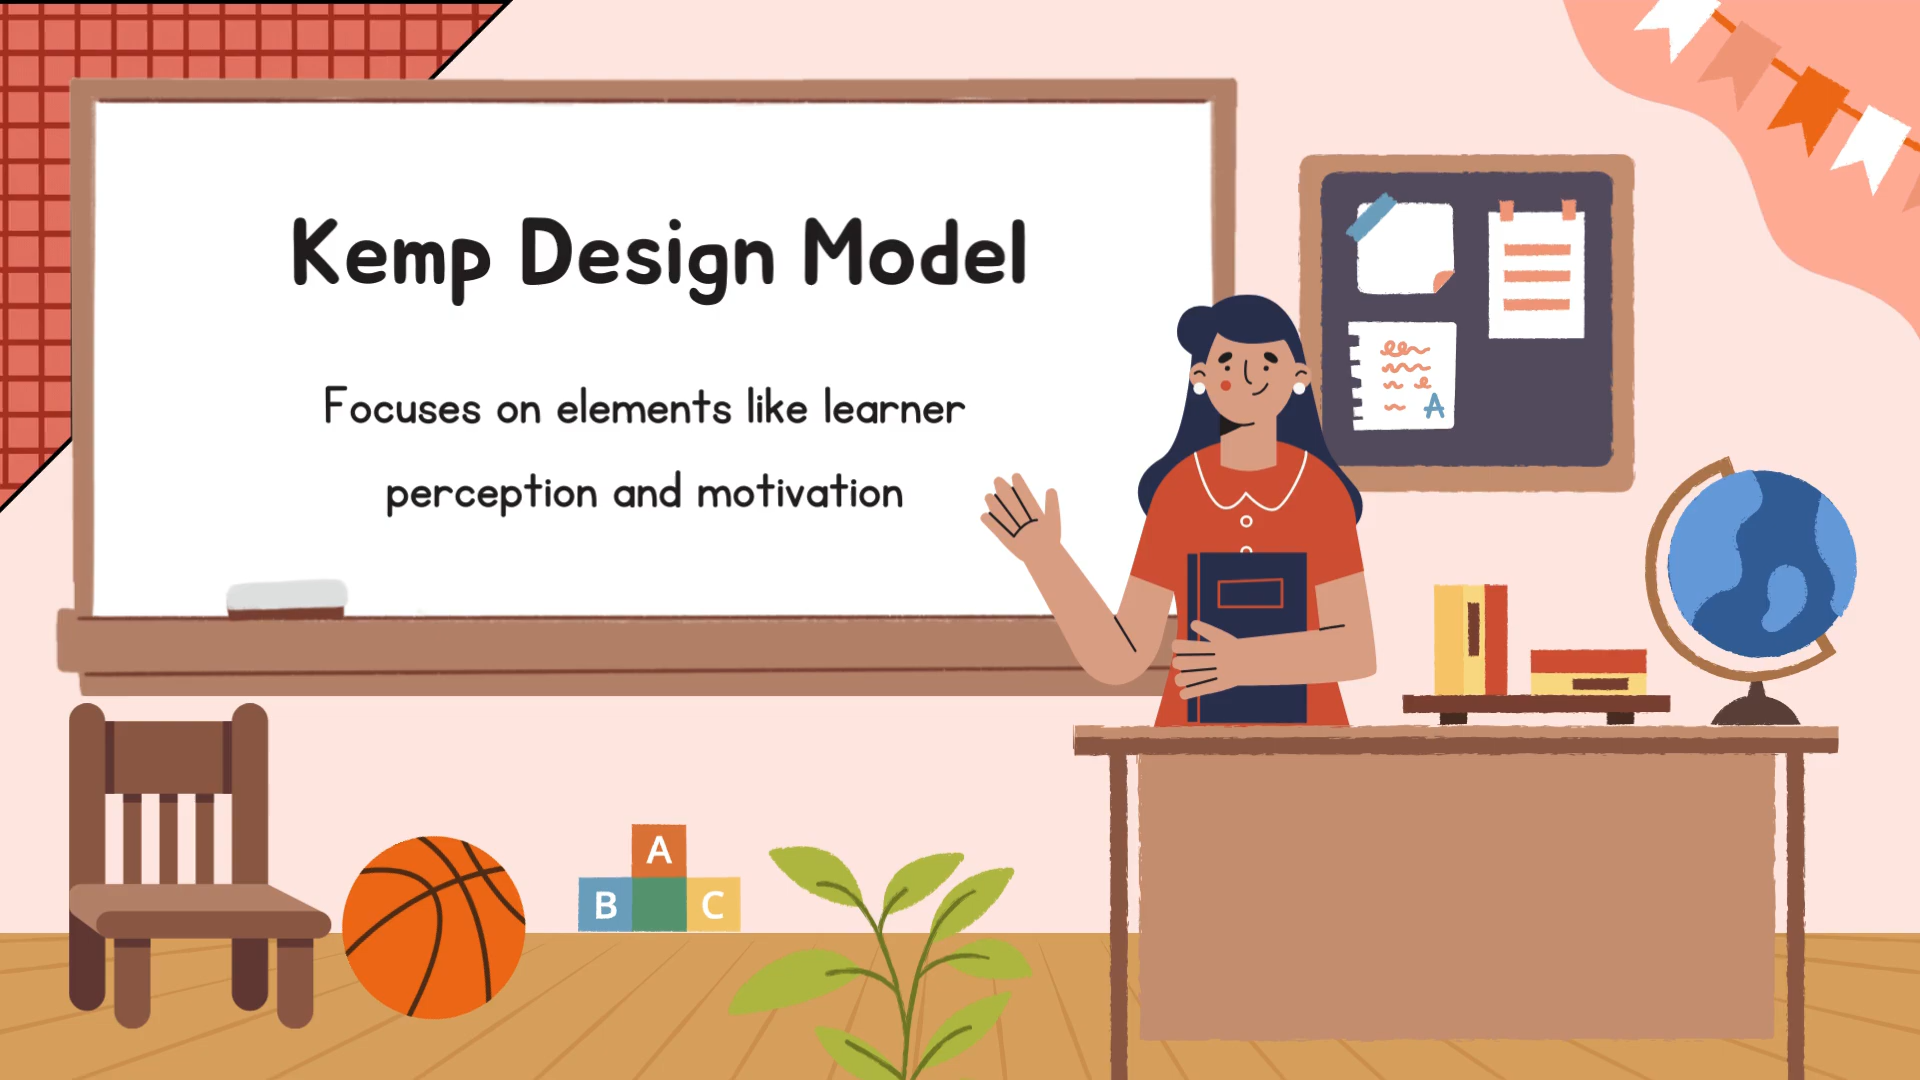 Kemp Design Model
Focuses on elements like learner
perception and motivation
A
A
B C